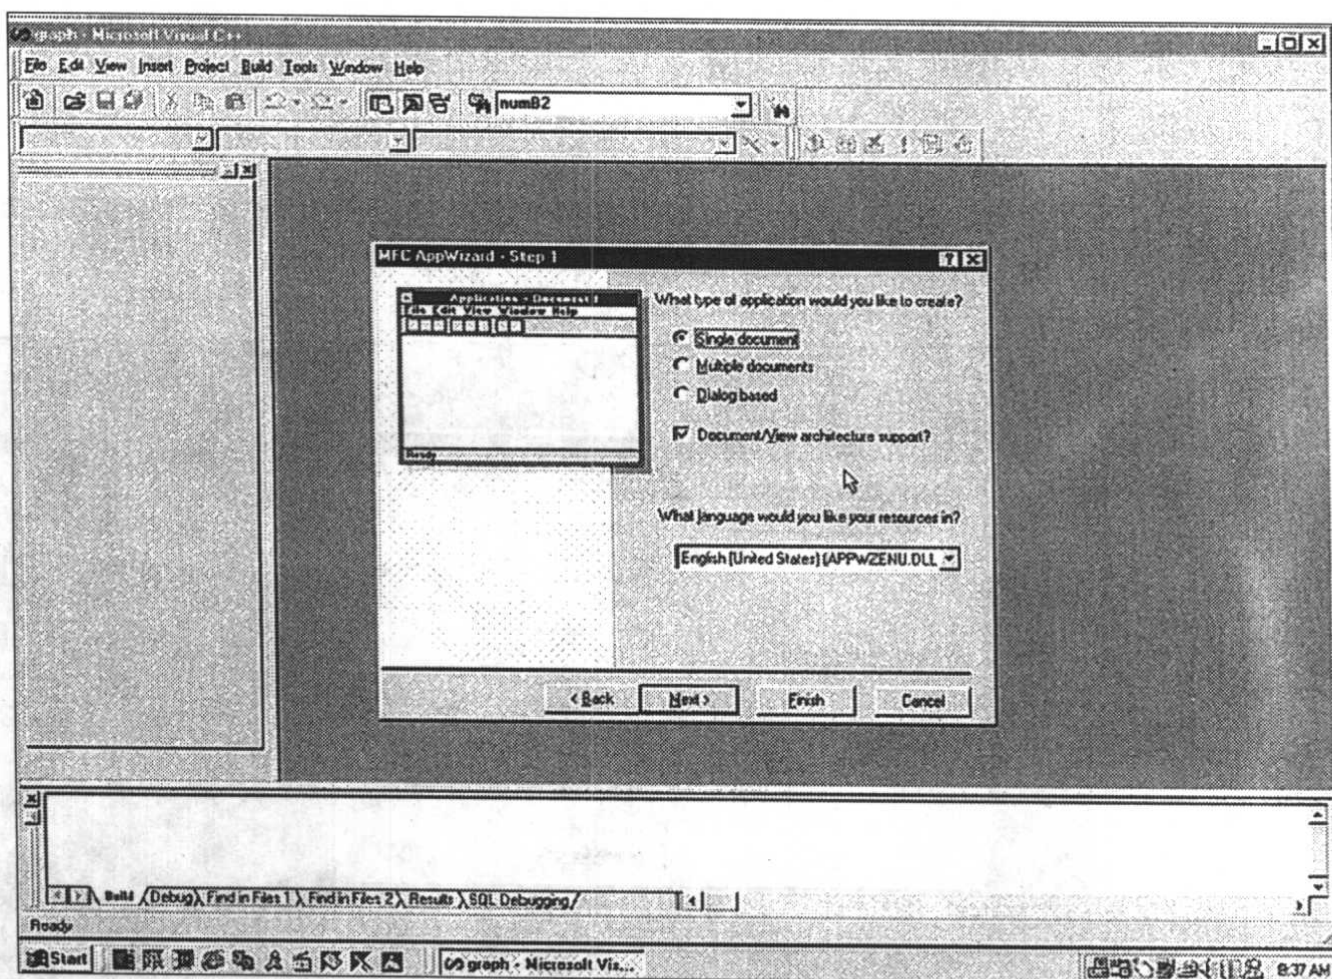 graph - Microsoft Visual C++
File Edit View Insert Project Build Tools Window Help
numB2
MFC AppWizard - Step 1
Application - Document 1
File Edit View Window Help
Ready
What type of application would you like to create?
Single document
Multiple documents
Dialog based
Document/View architecture support?
What language would you like your resources in?
English [United States] (APPWZENU.DLL
< Back Next > Finish Cancel
Build Debug Find in Files 1 Find in Files 2 Results SQL Debugging
Ready
Start graph - Microsoft Vis... 8:37 AM